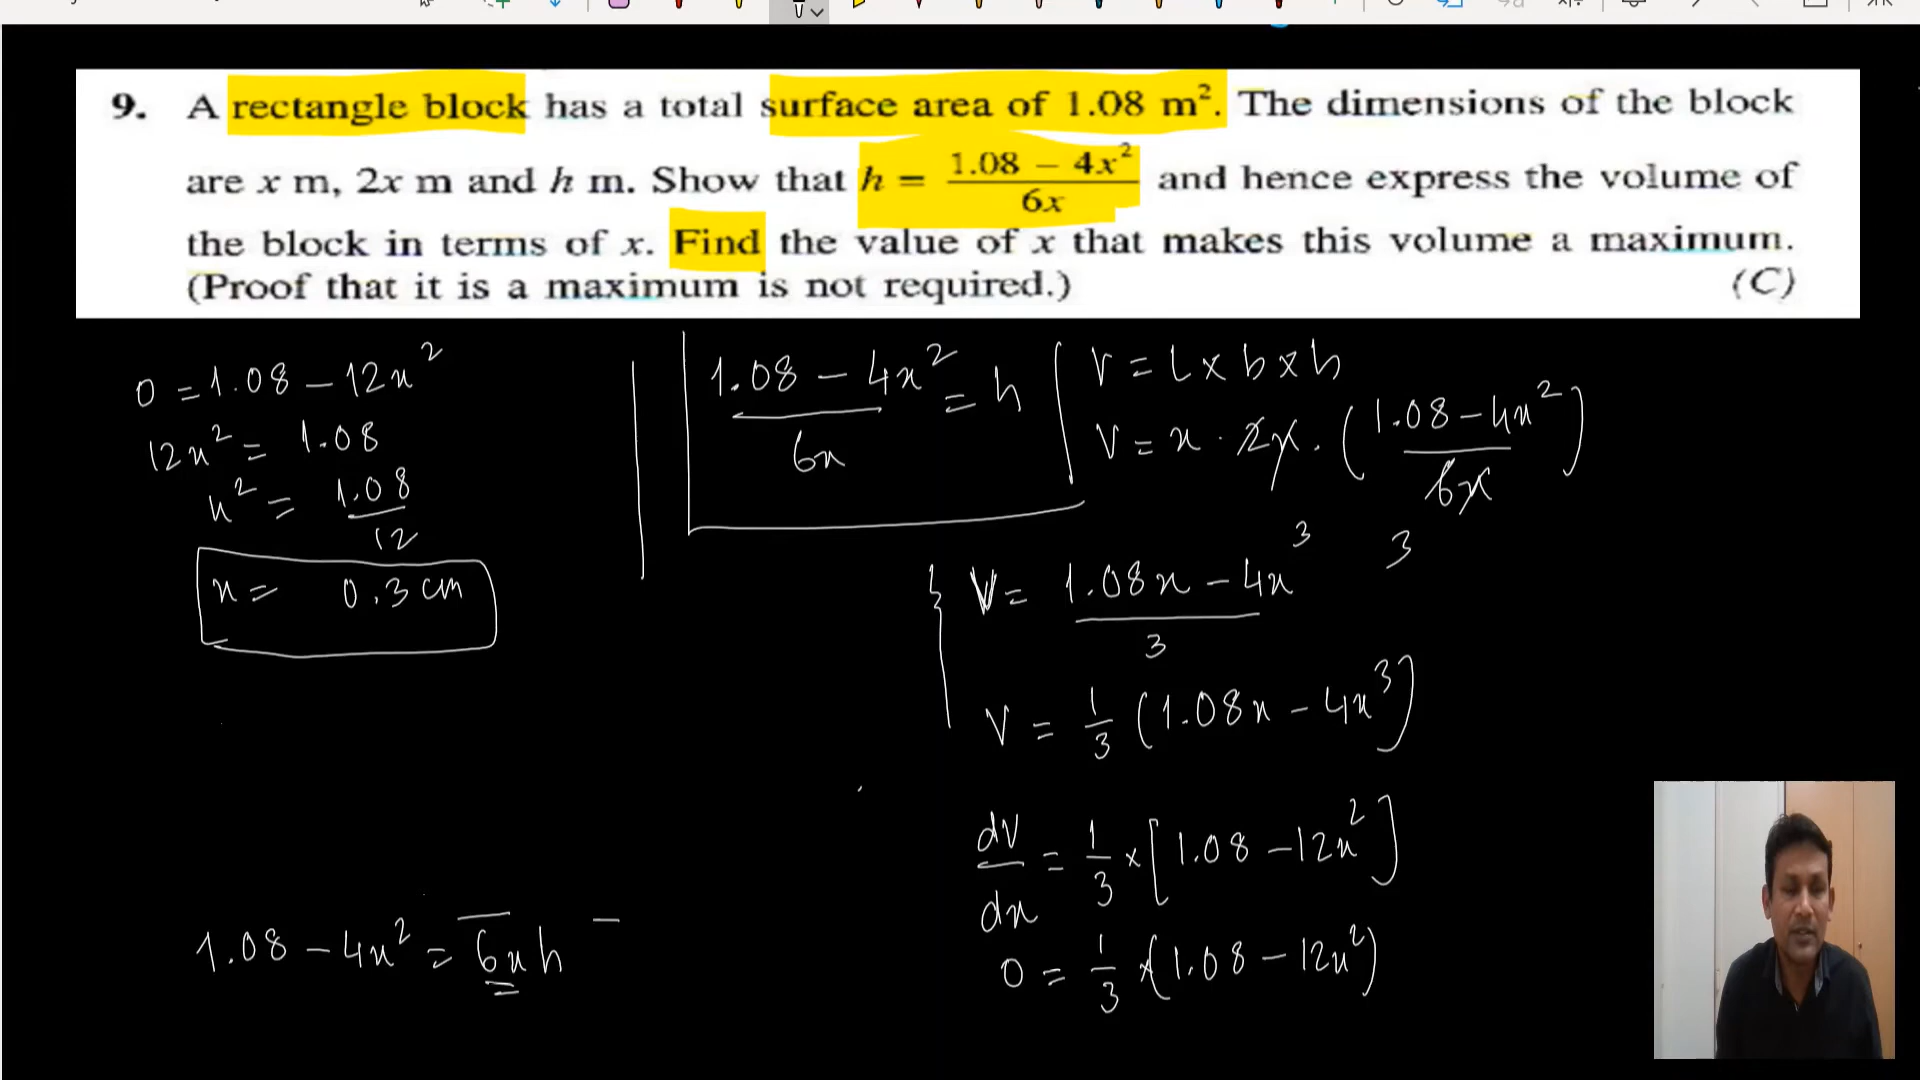 9. A rectangle block has a total surface area of 1.08 m². The dimensions of the block
are x m, 2x m and h m. Show that h = (1.08 − 4x²)/(6x) and hence express the volume of
the block in terms of x. Find the value of x that makes this volume a maximum.
(Proof that it is a maximum is not required.) (C)
0 = 1.08 − 12x²
12x² = 1.08
x² = 1.08/12
x = 0.3 cm
1.08 − 4x² = 6xh
(1.08 − 4x²)/(6x) = h
V = l × b × h
V = x · 2x · ((1.08 − 4x²)/(6x))
3
V = (1.08x − 4x³)/3
V = 1/3 (1.08x − 4x³)
dV/dx = 1/3 × [1.08 − 12x²]
0 = 1/3 × (1.08 − 12x²)